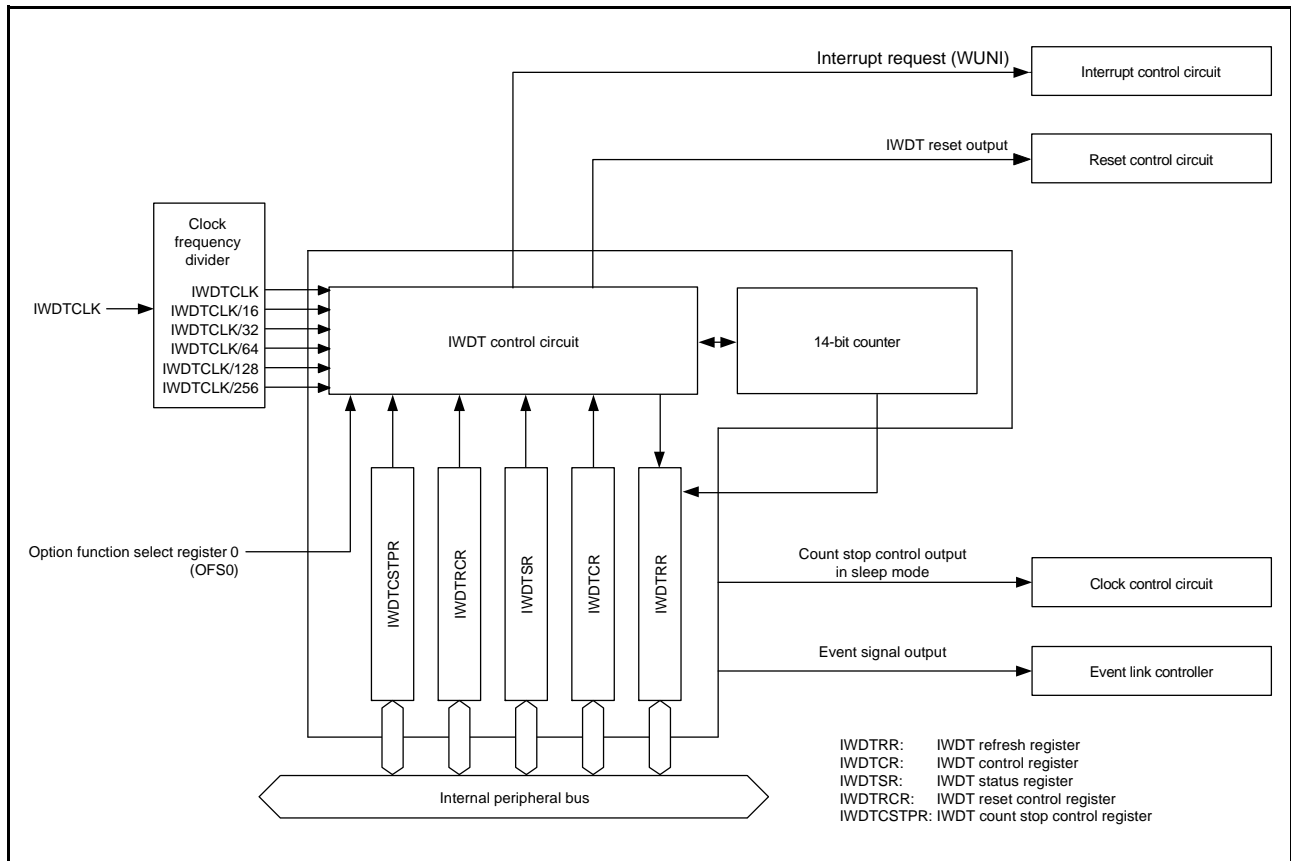 Interrupt request (WUNI)
Interrupt control circuit
IWDT reset output
Reset control circuit
Clock
frequency
divider
IWDTCLK
IWDTCLK
IWDTCLK/16
IWDTCLK/32
IWDTCLK/64
IWDTCLK/128
IWDTCLK/256
IWDT control circuit
14-bit counter
Option function select register 0
(OFS0)
IWDTCSTPR
IWDTRCR
IWDTSR
IWDTCR
IWDTRR
Count stop control output
in sleep mode
Clock control circuit
Event signal output
Event link controller
Internal peripheral bus
IWDTRR: IWDT refresh register
IWDTCR: IWDT control register
IWDTSR: IWDT status register
IWDTRCR: IWDT reset control register
IWDTCSTPR: IWDT count stop control register